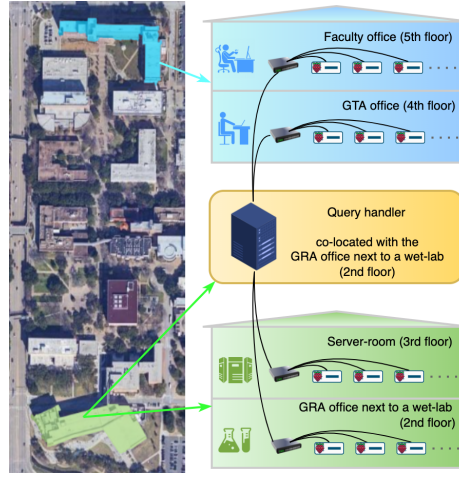 Faculty office (5th floor)
GTA office (4th floor)
Query handler
co-located with the
GRA office next to a wet-lab
(2nd floor)
Server-room (3rd floor)
GRA office next to a wet-lab
(2nd floor)